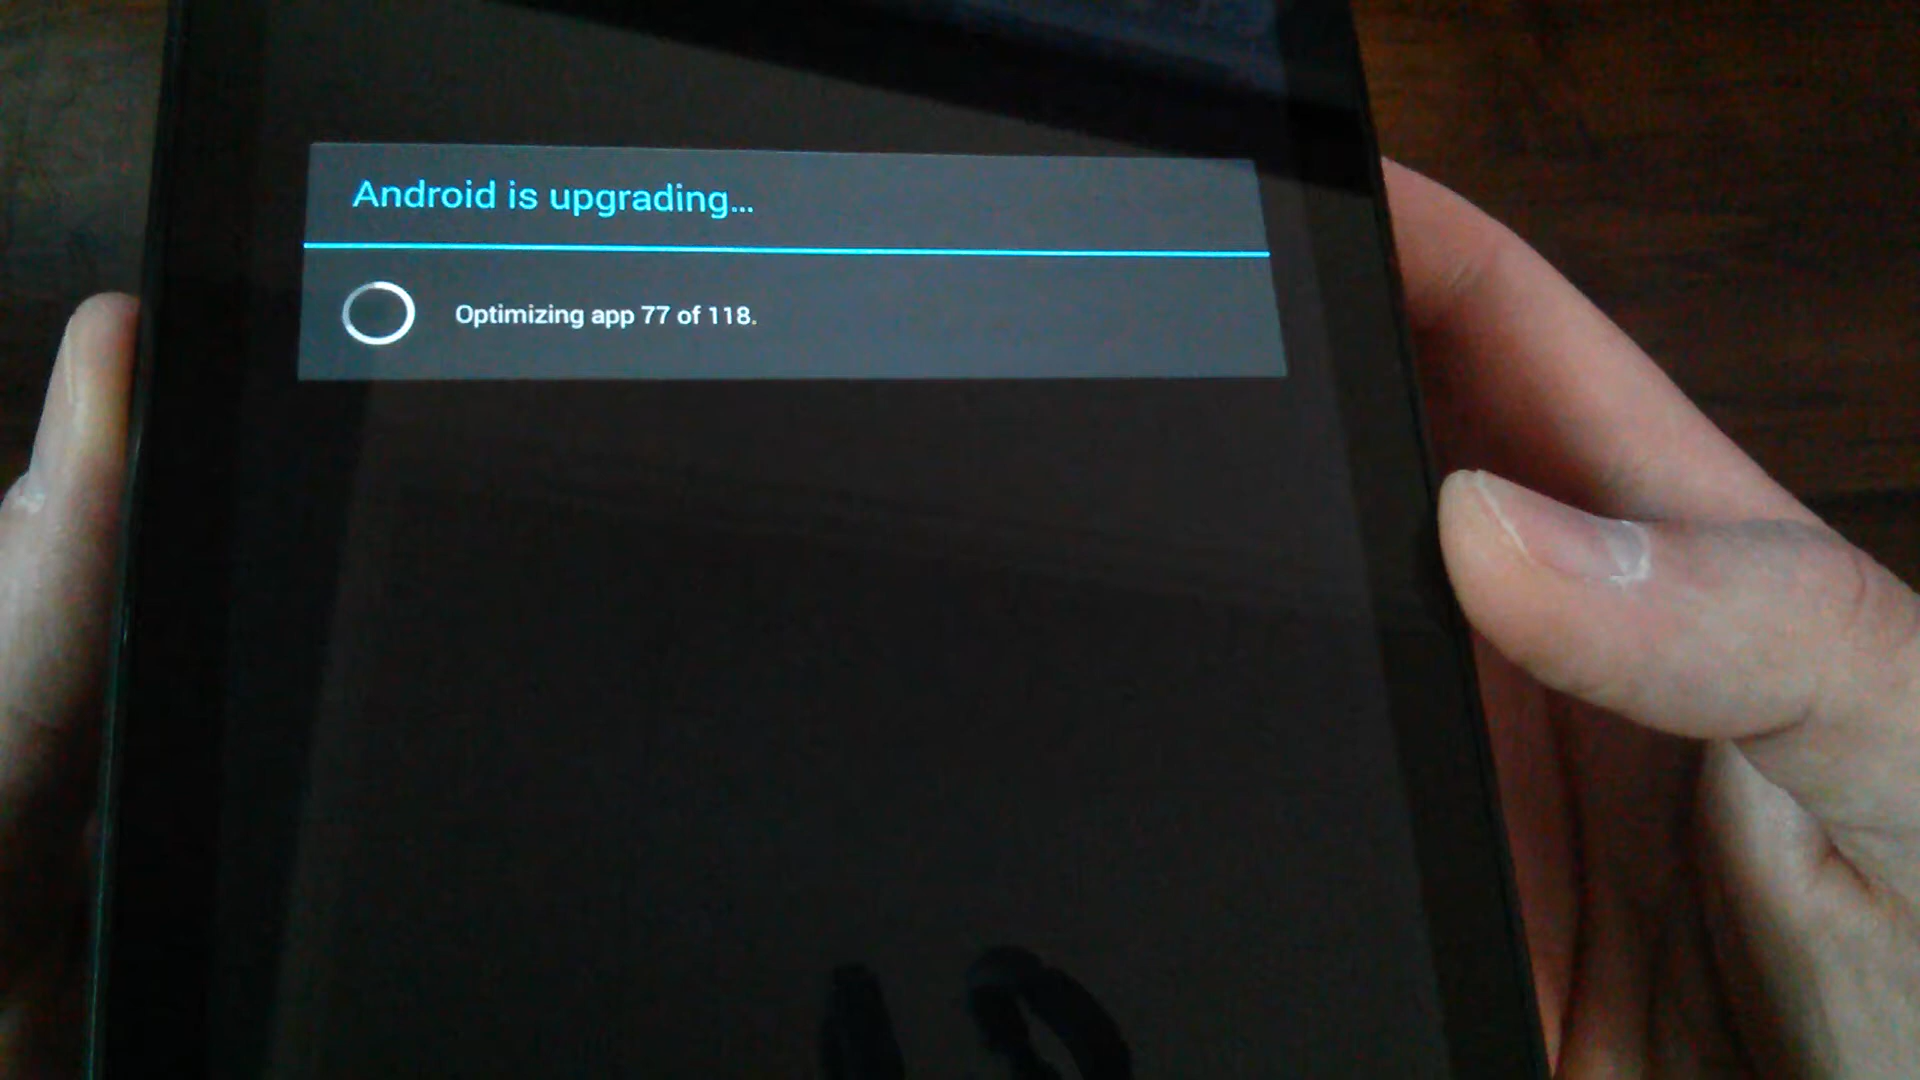 Android is upgrading...
Optimizing app 77 of 118.